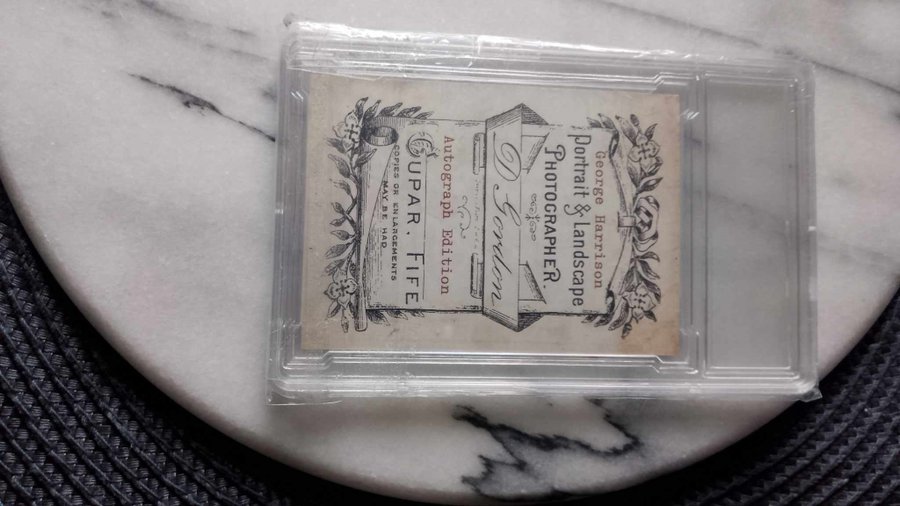 George Harrison
Portrait & Landscape
PHOTOGRAPHER
D Gordon
Autograph Edition
CUPAR. FIFE
COPIES OR ENLARGEMENTS
MAY BE HAD